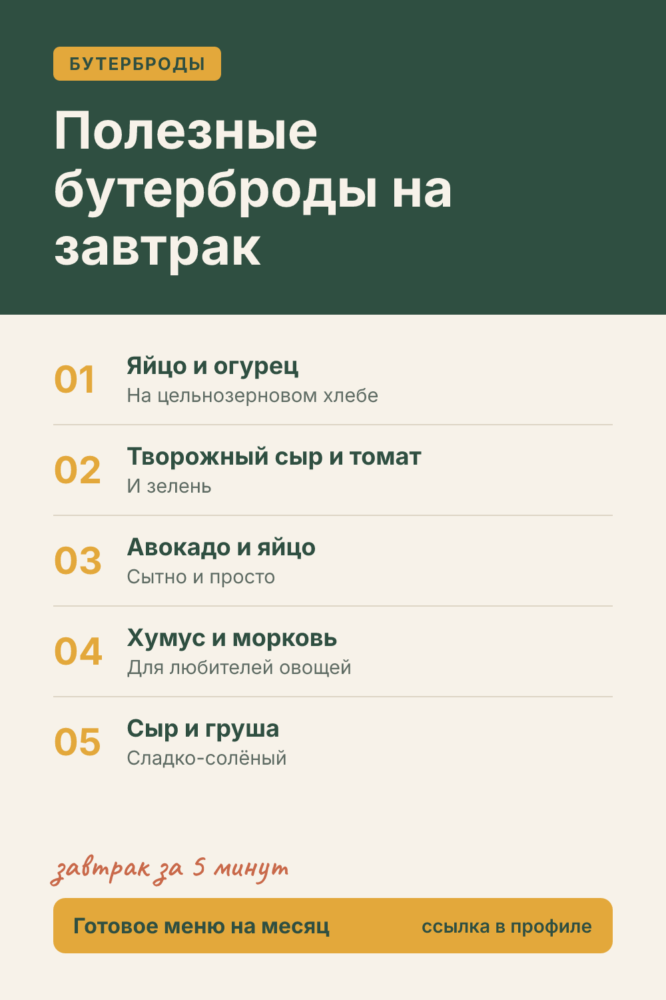 БУТЕРБРОДЫ
Полезные
бутерброды на
завтрак
01
Яйцо и огурец
На цельнозерновом хлебе
02
Творожный сыр и томат
И зелень
03
Авокадо и яйцо
Сытно и просто
04
Хумус и морковь
Для любителей овощей
05
Сыр и груша
Сладко-солёный
завтрак за 5 минут
Готовое меню на месяц
ссылка в профиле